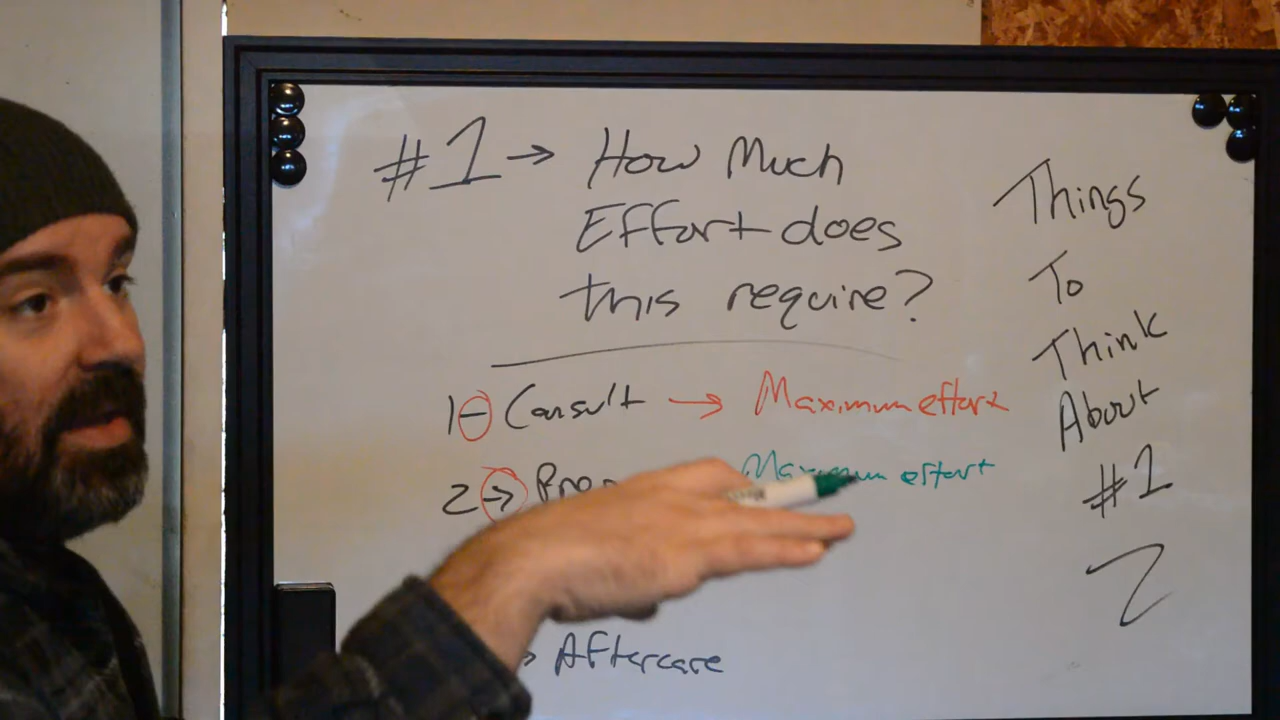 #1 → How Much
Effort does
this require?
1- Consult → Maximum effort
2 → Maximum effort
→ Aftercare
Things
To
Think
About
#1